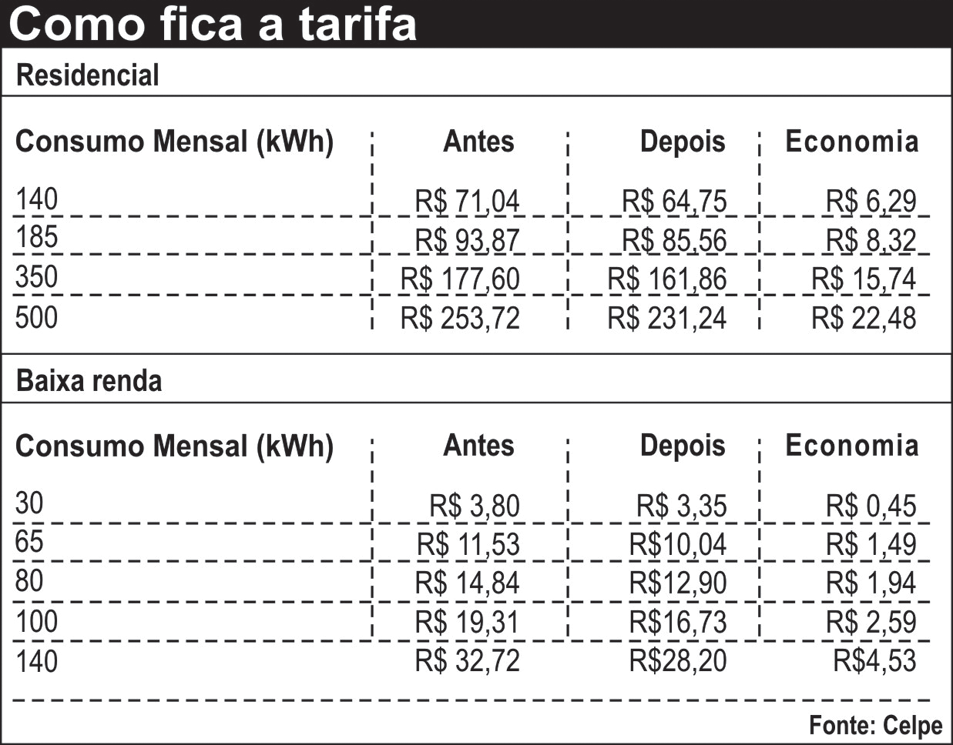 Como fica a tarifa
Residencial
Consumo Mensal (kWh) Antes Depois Economia
140 R$ 71,04 R$ 64,75 R$ 6,29
185 R$ 93,87 R$ 85,56 R$ 8,32
350 R$ 177,60 R$ 161,86 R$ 15,74
500 R$ 253,72 R$ 231,24 R$ 22,48
Baixa renda
Consumo Mensal (kWh) Antes Depois Economia
30 R$ 3,80 R$ 3,35 R$ 0,45
65 R$ 11,53 R$10,04 R$ 1,49
80 R$ 14,84 R$12,90 R$ 1,94
100 R$ 19,31 R$16,73 R$ 2,59
140 R$ 32,72 R$28,20 R$4,53
Fonte: Celpe